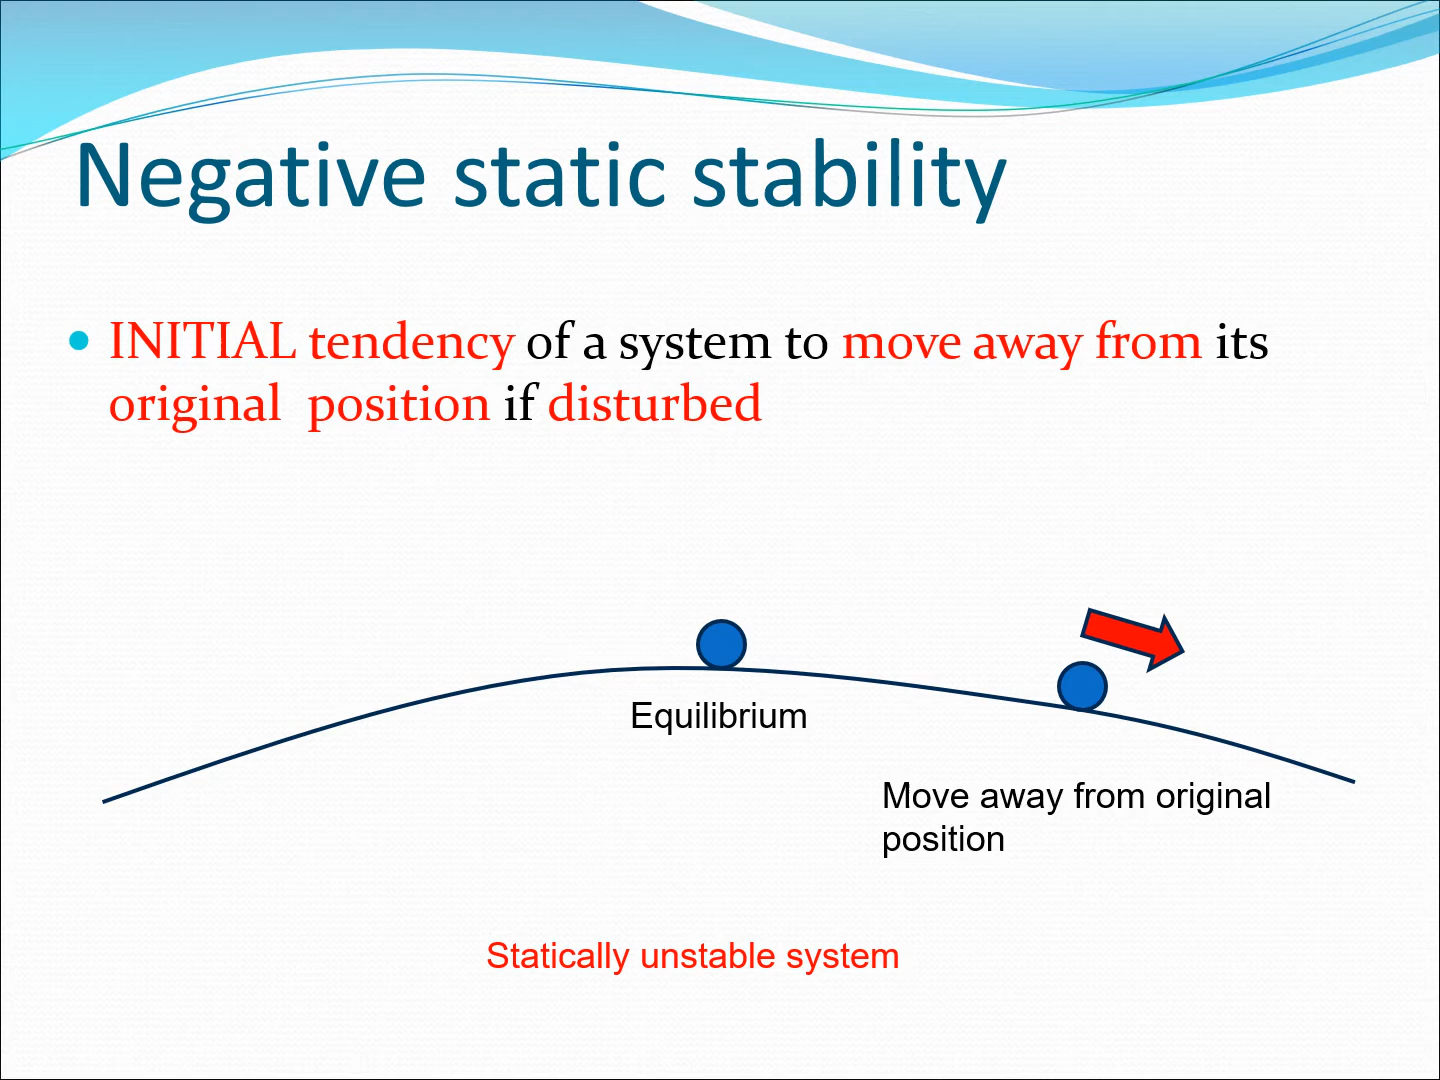 Negative static stability
INITIAL tendency of a system to move away from its
original position if disturbed
Equilibrium
Move away from original
position
Statically unstable system